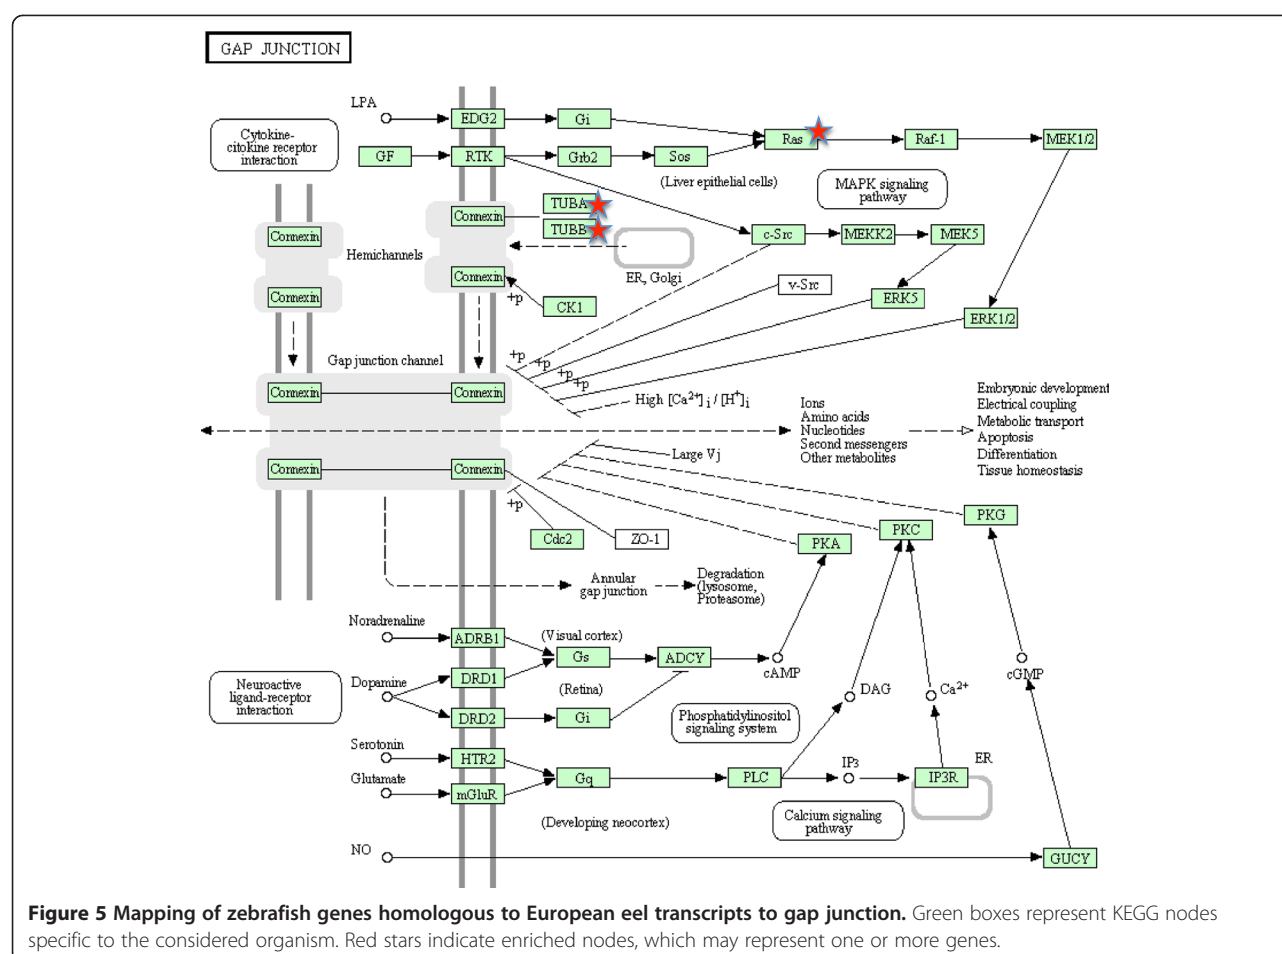 GAP JUNCTION
LPA
EDG2
Gi
Cytokine-
citokine receptor
interaction
GF
RTK
Grb2
Sos
Ras
Raf-1
MEK1/2
(Liver epithelial cells)
MAPK signaling
pathway
Connexin
TUBA
TUBB
Connexin
Hemichannels
c-Src
MEKK2
MEK5
ER, Golgi
Connexin
Connexin
+p
CK1
v-Src
ERK5
ERK1/2
Gap junction channel
+p
+p
+p
+p
Connexin
Connexin
High [Ca2+]i / [H+]i
Ions
Amino acids
Nucleotides
Second messengers
Other metabolites
Embryonic development
Electrical coupling
Metabolic transport
Apoptosis
Differentiation
Tissue homeostasis
Large Vj
Connexin
Connexin
+p
Cdc2
ZO-1
PKA
PKC
PKG
Annular
gap junction
Degradation
(lysosome,
Proteasome)
Noradrenaline
ADRB1
(Visual cortex)
Gs
ADCY
cAMP
cGMP
Neuroactive
ligand-receptor
interaction
Dopamine
DRD1
(Retina)
DRD2
Gi
DAG
Ca2+
Phosphatidylinositol
signaling system
Serotonin
HTR2
Glutamate
mGluR
Gq
PLC
IP3
IP3R
ER
(Developing neocortex)
Calcium signaling
pathway
NO
GUCY
Figure 5 Mapping of zebrafish genes homologous to European eel transcripts to gap junction. Green boxes represent KEGG nodes
specific to the considered organism. Red stars indicate enriched nodes, which may represent one or more genes.